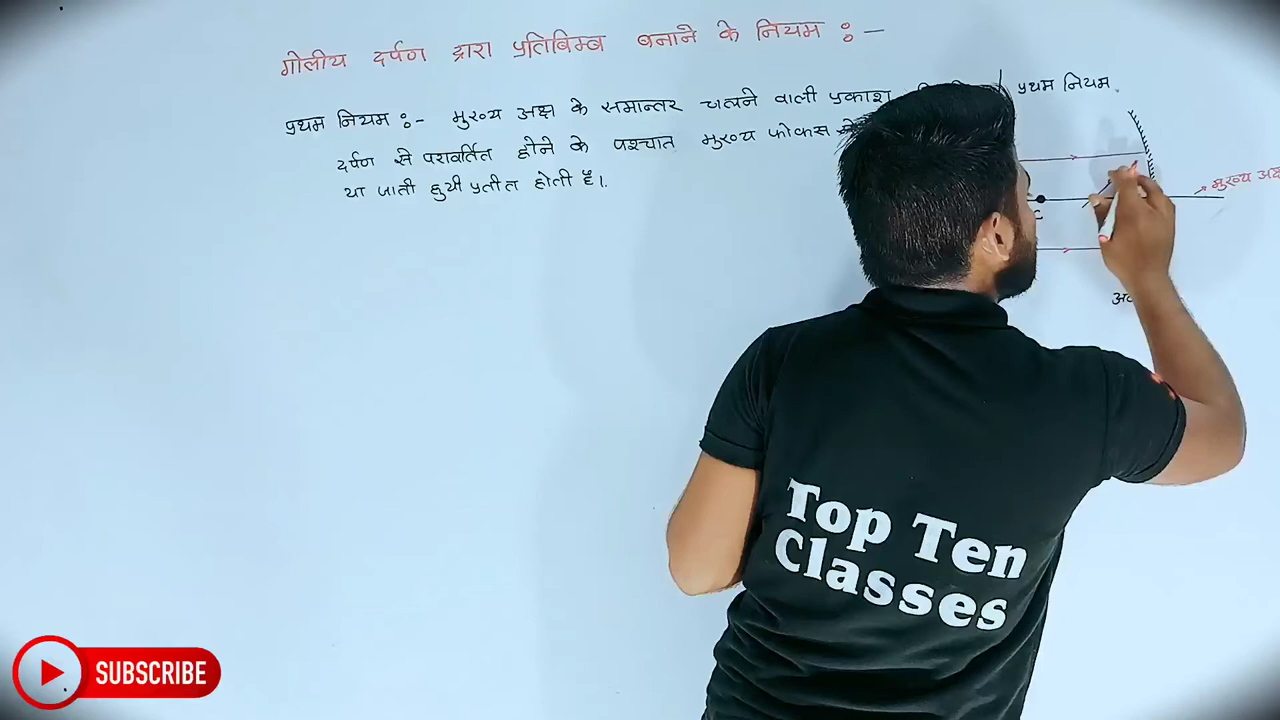 गोलीय दर्पण द्वारा प्रतिबिम्ब बनाने के नियम :-
प्रथम नियम :- मुख्य अक्ष के समान्तर चलने वाली प्रकाश
दर्पण से परावर्तित होने के पश्चात मुख्य फोकस से
या जाती हुयी प्रतीत होती है।
प्रथम नियम
मुख्य अक्ष
C
Top Ten
Classes
SUBSCRIBE